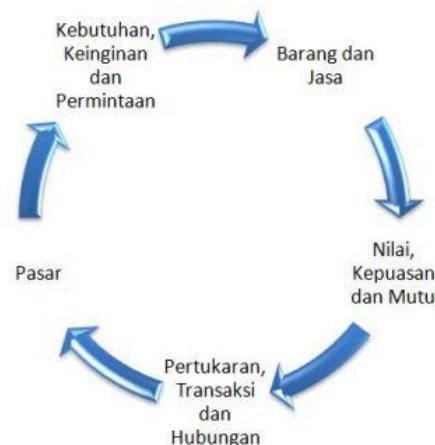 Kebutuhan,
Keinginan
dan
Permintaan
Barang dan
Jasa
Nilai,
Kepuasan
dan Mutu
Pertukaran,
Transaksi
dan
Hubungan
Pasar